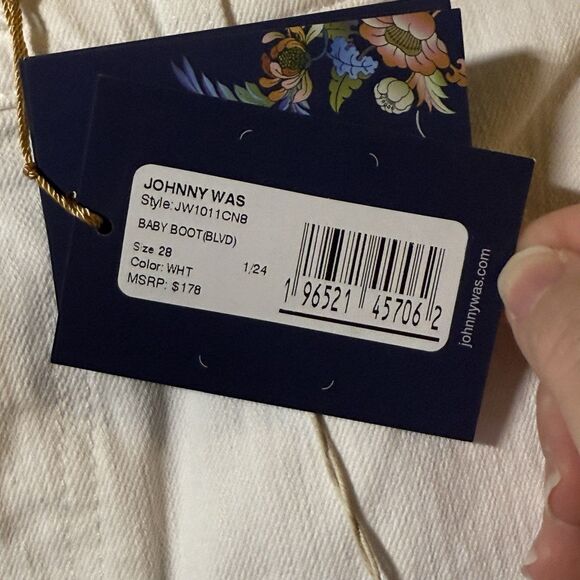 JOHNNY WAS
Style: JW1011CN8
BABY BOOT(BLVD)
Size 28
Color: WHT 1/24
MSRP: $178
1 96521 45706 2
johnnywas.com